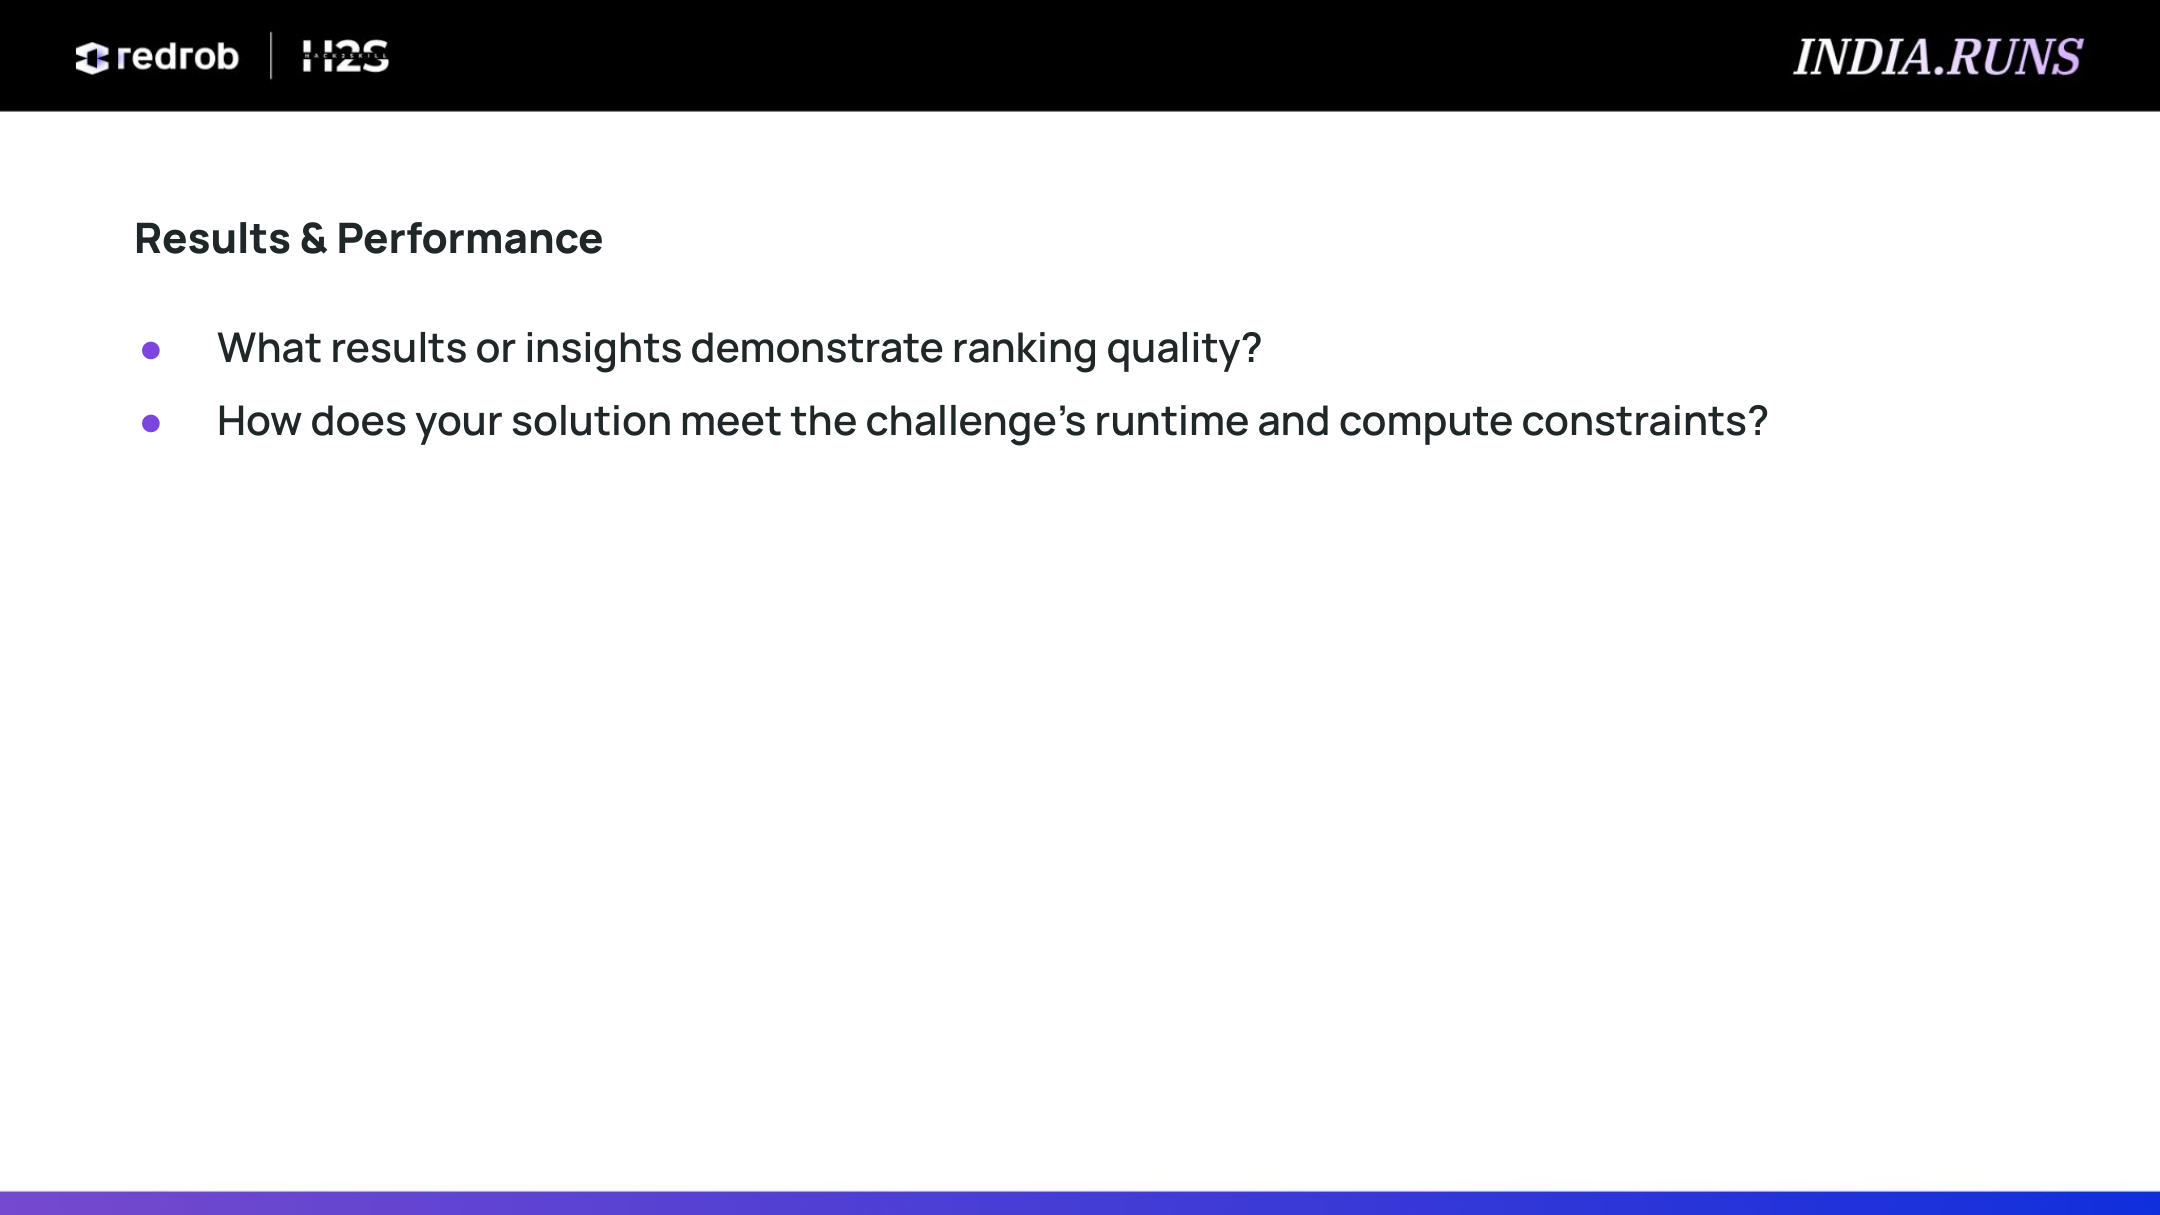 redrob
H2S
HACK2SKILL
INDIA.RUNS
Results & Performance
● What results or insights demonstrate ranking quality?
● How does your solution meet the challenge’s runtime and compute constraints?